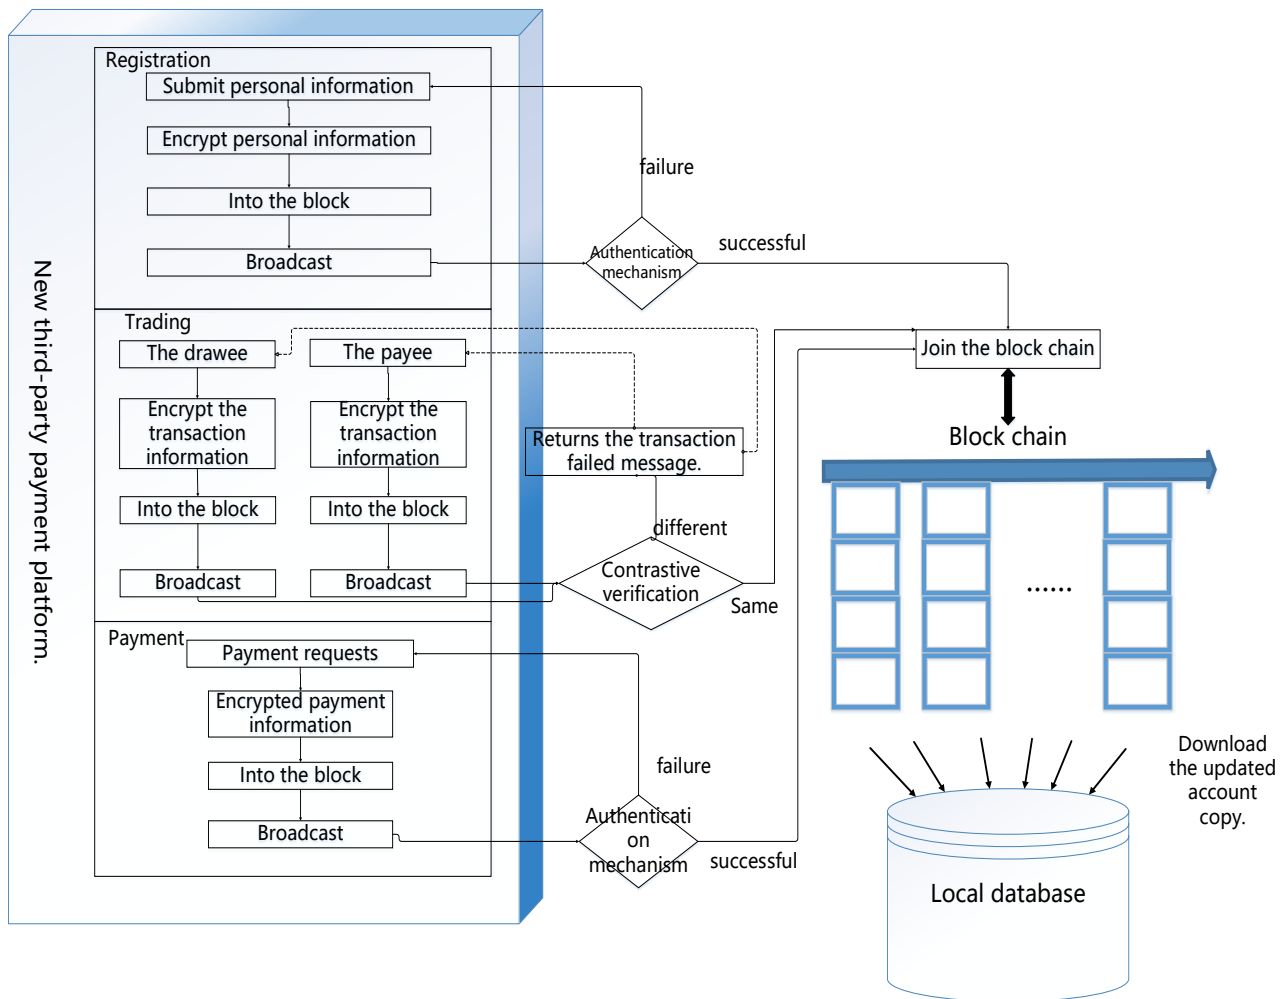 New third-party payment platform.
Registration
Submit personal information
Encrypt personal information
Into the block
Broadcast
failure
Authentication
mechanism
successful
Trading
The drawee
Encrypt the
transaction
information
Into the block
Broadcast
The payee
Encrypt the
transaction
information
Into the block
Broadcast
Returns the transaction
failed message.
different
Contrastive
verification
Same
Payment
Payment requests
Encrypted payment
information
Into the block
Broadcast
failure
Authenticati
on
mechanism
successful
Join the block chain
Block chain
......
Download
the updated
account
copy.
Local database